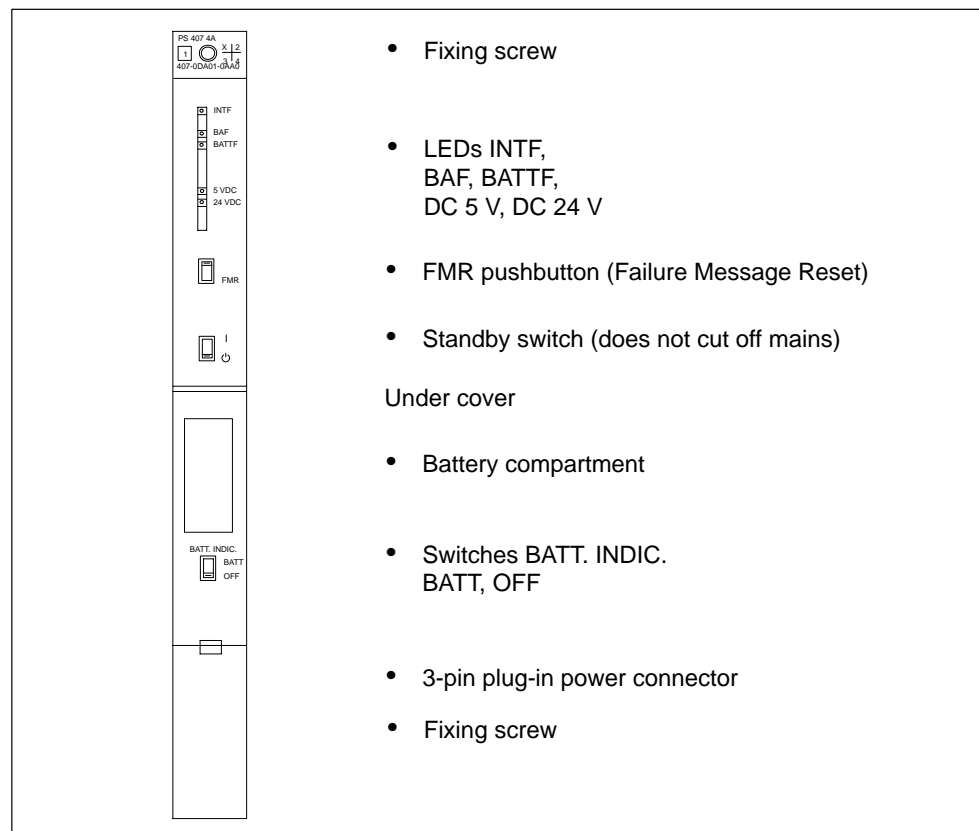 PS 407 4A
1 X 2
3 4
407-0DA01-0AA0
INTF
BAF
BATTF
5 VDC
24 VDC
FMR
I
BATT. INDIC.
BATT
OFF
• Fixing screw
• LEDs INTF,
BAF, BATTF,
DC 5 V, DC 24 V
• FMR pushbutton (Failure Message Reset)
• Standby switch (does not cut off mains)
Under cover
• Battery compartment
• Switches BATT. INDIC.
BATT, OFF
• 3-pin plug-in power connector
• Fixing screw